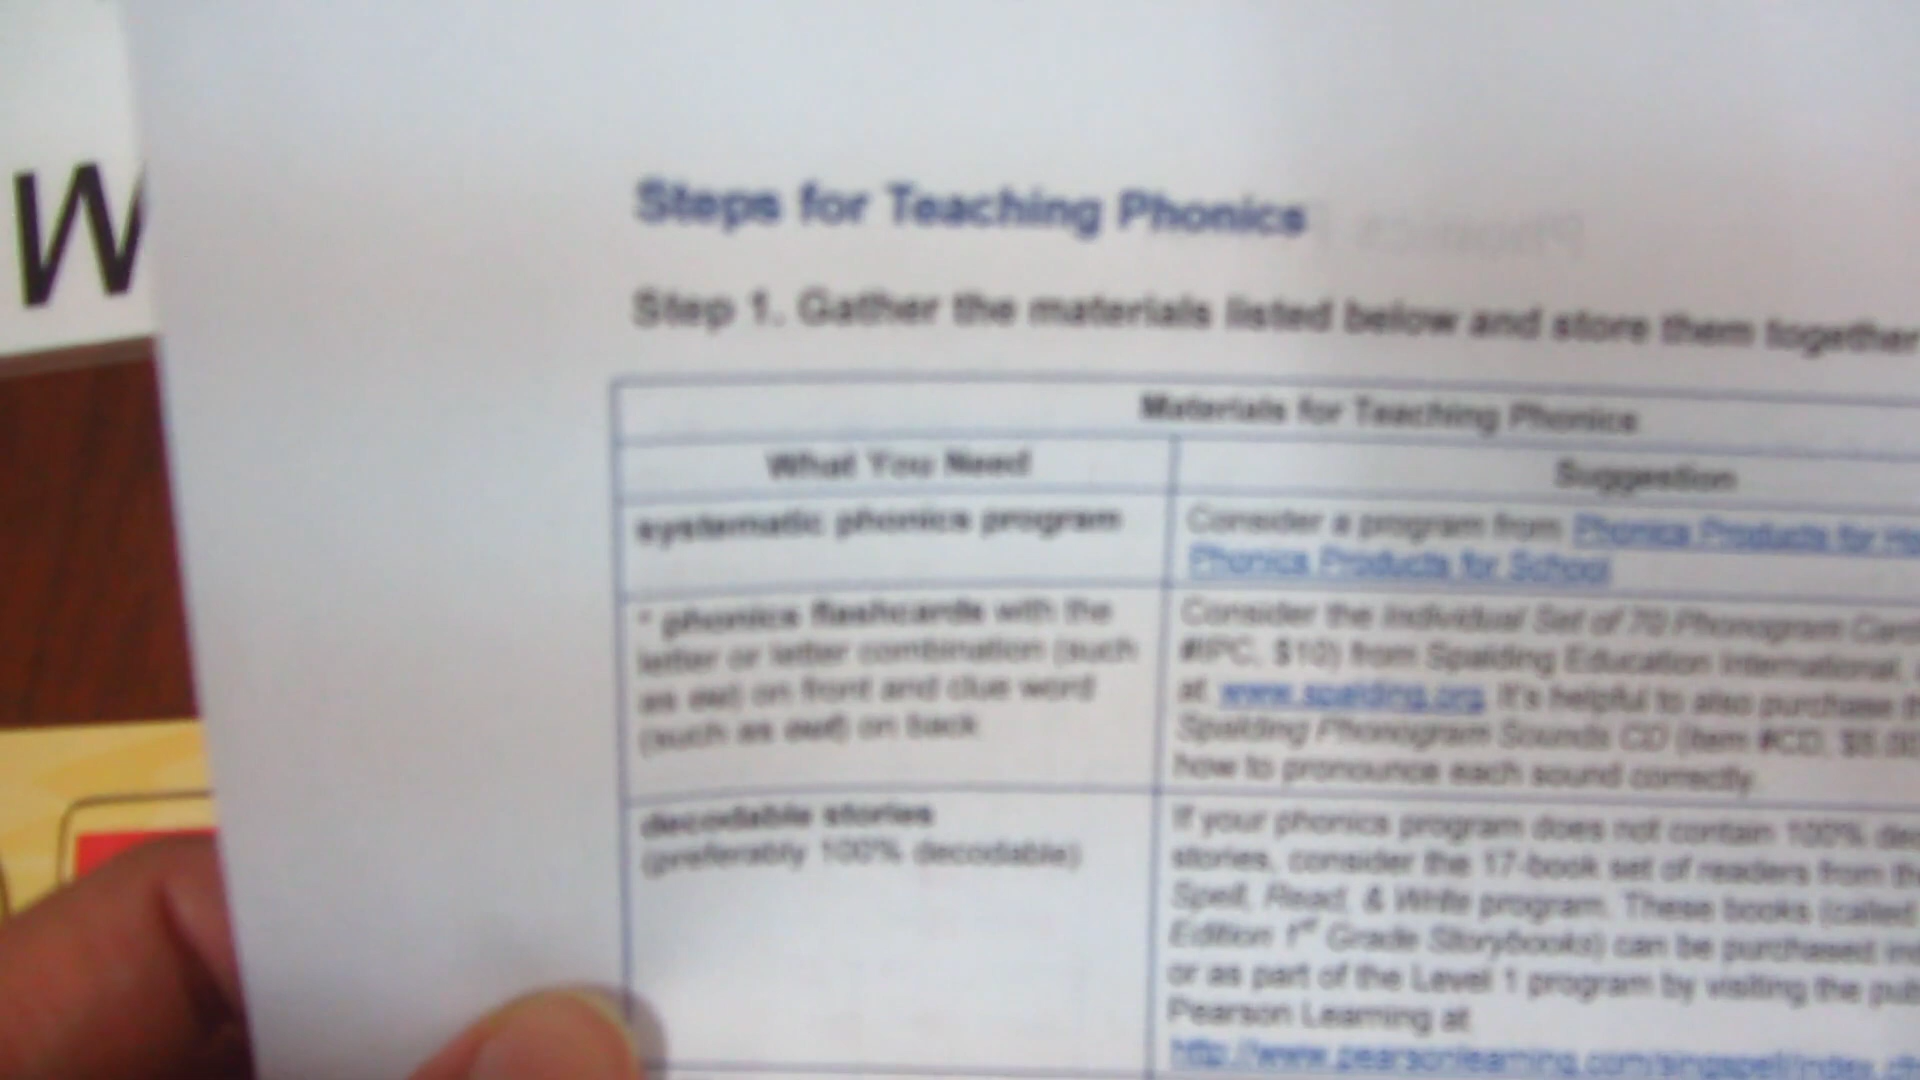 W
Steps for Teaching Phonics
Step 1. Gather the materials listed below and store them together
Materials for Teaching Phonics
What You Need
Suggestion
systematic phonics program
Consider a program from Phonics Products for
Phonics Products for School
* phonics flashcards with the
letter or letter combination (such
as ew) on front and clue word
(such as on back
Consider the Individual Set of 70 Phonogram
#IPC, $10) from Spalding Education International,
at www.spalding.org. It's helpful to also purchase
Spalding Phonogram Sounds CD (item #CD,
how to pronounce each sound correctly.
decodable stories
(preferably 100% decodable)
If your phonics program does not contain 100%
stories, consider the 17-book set of readers from
Spell, Read, & Write program. These books (called
Edition 1st Grade Storybooks) can be purchased
or as part of the Level 1 program by visiting the
Pearson Learning at